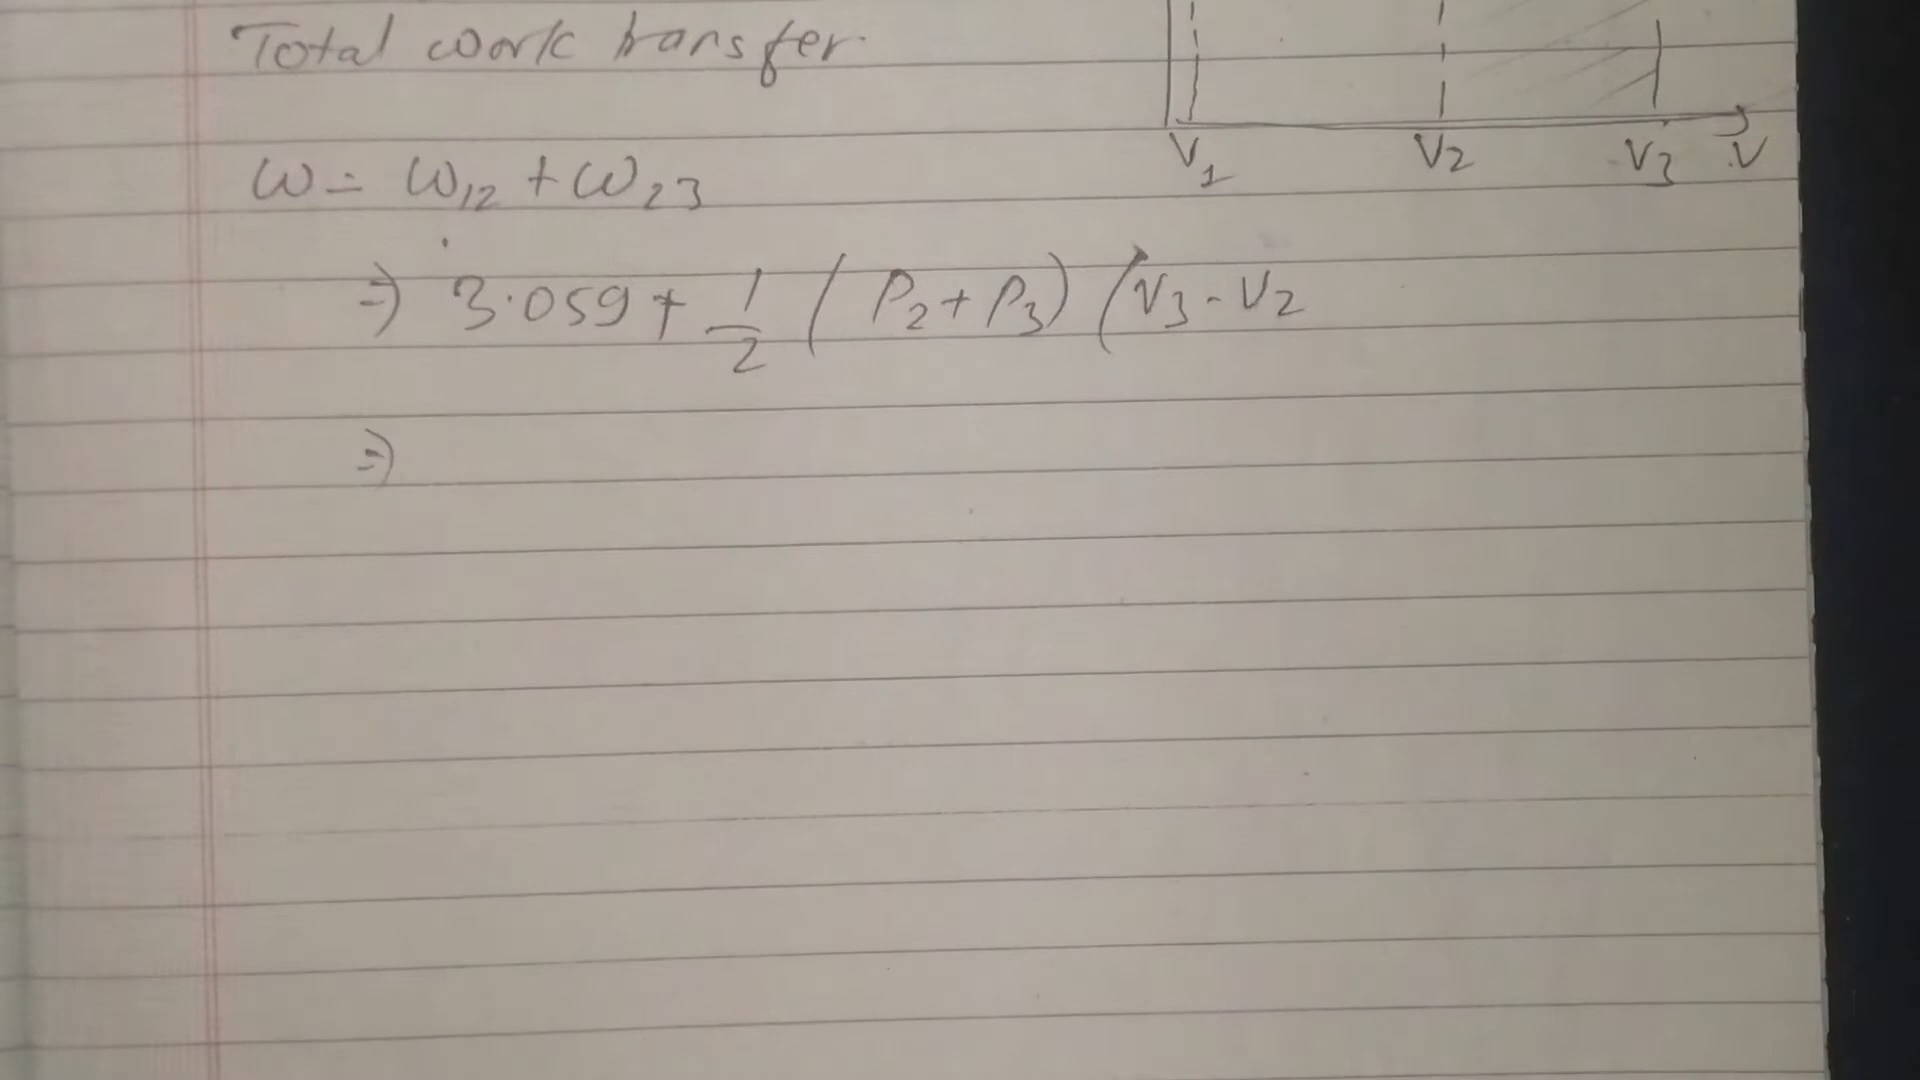 Total work transfer
V1 V2 V3 V
W = W12 + W23
⇒ 3.059 + 1/2 (P2 + P3) (V3 - V2
⇒